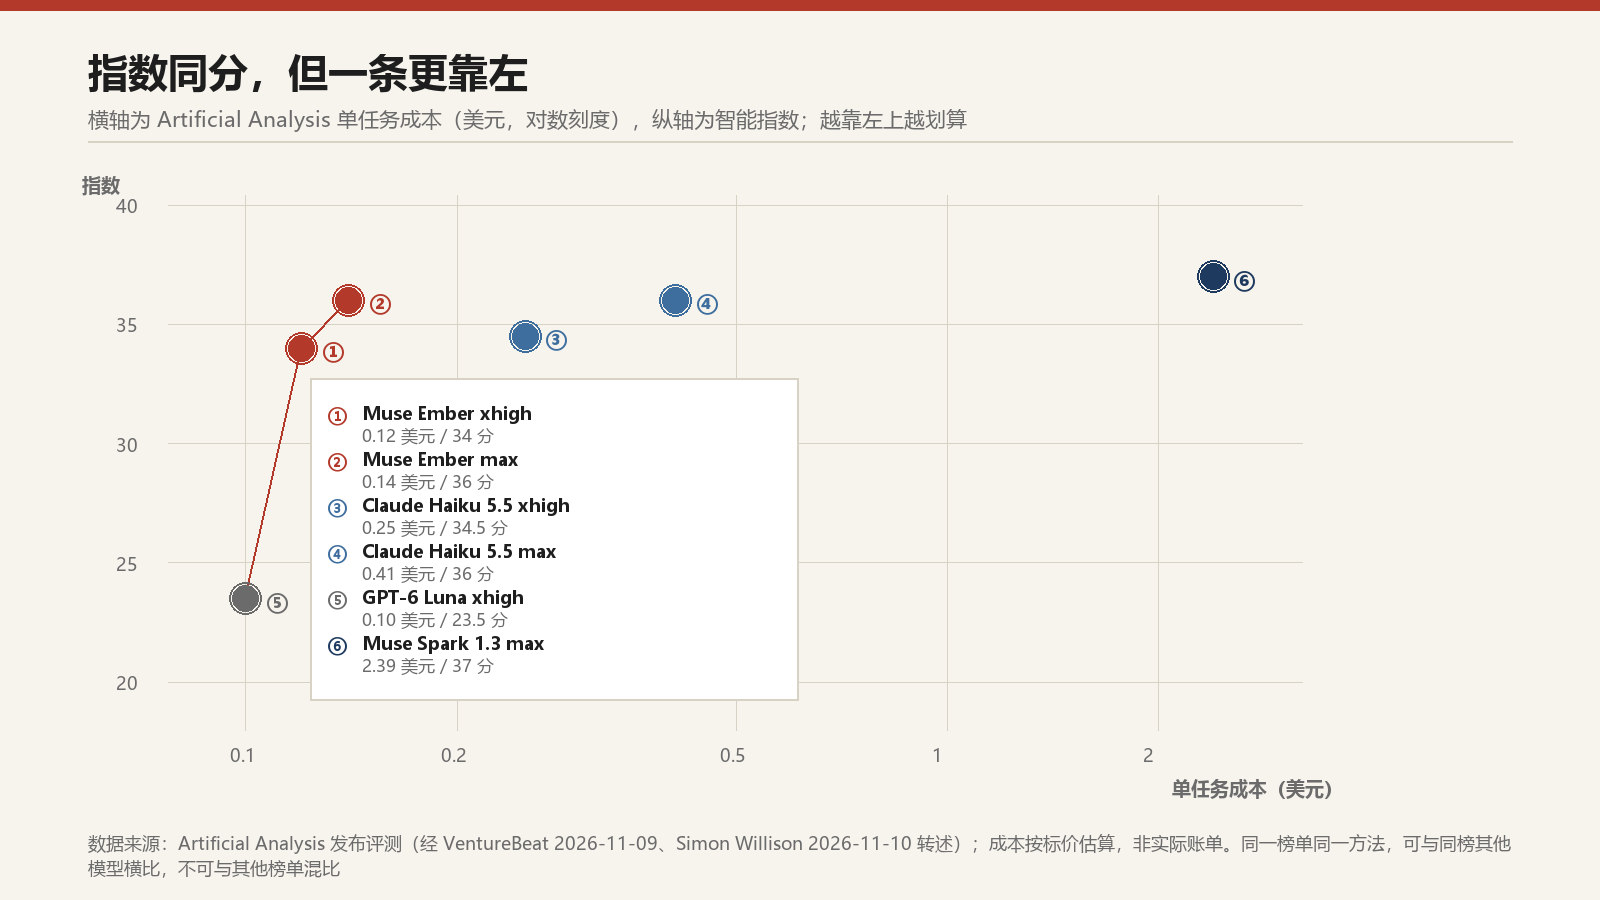 指数同分，但一条更靠左
横轴为 Artificial Analysis 单任务成本（美元，对数刻度），纵轴为智能指数；越靠左上越划算
指数
40
35
30
25
20
②
①
④
③
⑥
⑤
① Muse Ember xhigh
0.12 美元 / 34 分
② Muse Ember max
0.14 美元 / 36 分
③ Claude Haiku 5.5 xhigh
0.25 美元 / 34.5 分
④ Claude Haiku 5.5 max
0.41 美元 / 36 分
⑤ GPT-6 Luna xhigh
0.10 美元 / 23.5 分
⑥ Muse Spark 1.3 max
2.39 美元 / 37 分
0.1 0.2 0.5 1 2
单任务成本（美元）
数据来源：Artificial Analysis 发布评测（经 VentureBeat 2026-11-09、Simon Willison 2026-11-10 转述）；成本按标价估算，非实际账单。同一榜单同一方法，可与同榜其他
模型横比，不可与其他榜单混比